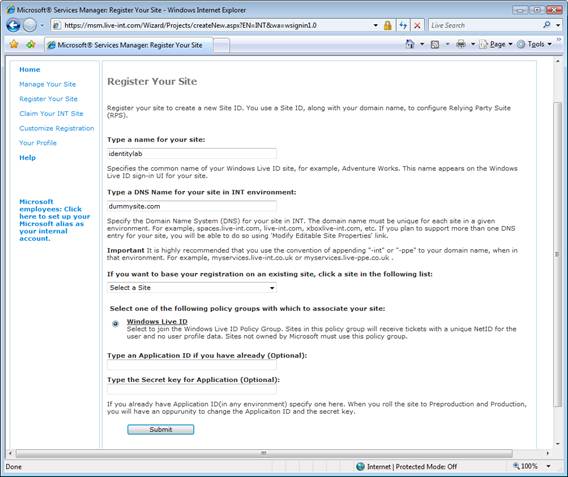 Microsoft® Services Manager: Register Your Site - Windows Internet Explorer
https://msm.live-int.com/Wizard/Projects/createNew.aspx?EN=INT&wa=wsignin1.0
Live Search
Microsoft® Services Manager: Register Your Site
Page
Tools
Home
Manage Your Site
Register Your Site
Claim Your INT Site
Customize Registration
Your Profile
Help
Microsoft
employees: Click
here to set up your
Microsoft alias as
your internal
account.
Register Your Site
Register your site to create a new Site ID. You use a Site ID, along with your domain name, to configure Relying Party Suite
(RPS).
Type a name for your site:
identitylab
Specifies the common name of your Windows Live ID site, for example, Adventure Works. This name appears on the Windows
Live ID sign-in UI for your site.
Type a DNS Name for your site in INT environment:
dummysite.com
Specify the Domain Name System (DNS) for your site in INT. The domain name must be unique for each site in a given
environment. For example, spaces.live-int.com, live-int.com, xboxlive-int.com, etc. If you plan to support more than one DNS
entry for your site, you will be able to do so using 'Modify Editable Site Properties' link.
Important It is highly recommended that you use the convention of appending "-int" or "-ppe" to your domain name, when in
that environment. For example, myservices.live-int.co.uk or myservices.live-ppe.co.uk .
If you want to base your registration on an existing site, click a site in the following list:
Select a Site
Select one of the following policy groups with which to associate your site:
Windows Live ID
Select to join the Windows Live ID Policy Group. Sites in this policy group will receive tickets with a unique NetID for the
user and no user profile data. Sites not owned by Microsoft must use this policy group.
Type an Application ID if you have already (Optional):
Type the Secret key for Application (Optional):
If you already have Application ID(in any environment) specify one here. When you roll the site to Preproduction and Production,
you will have an oppurunity to change the Applicaiton ID and the secret key.
Submit
Done
Internet | Protected Mode: Off
100%